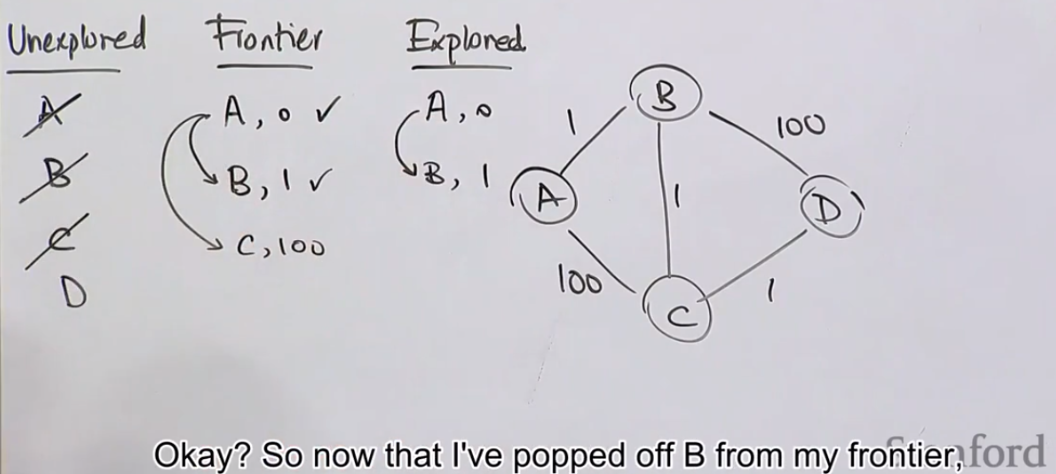 Unexplored Frontier Explored
A A, 0 ✓ A, 0
B B, 1 ✓ B, 1
C C, 100
D
B
1 100
A 1 D
100 1
C
Okay? So now that I've popped off B from my frontier,
Stanford